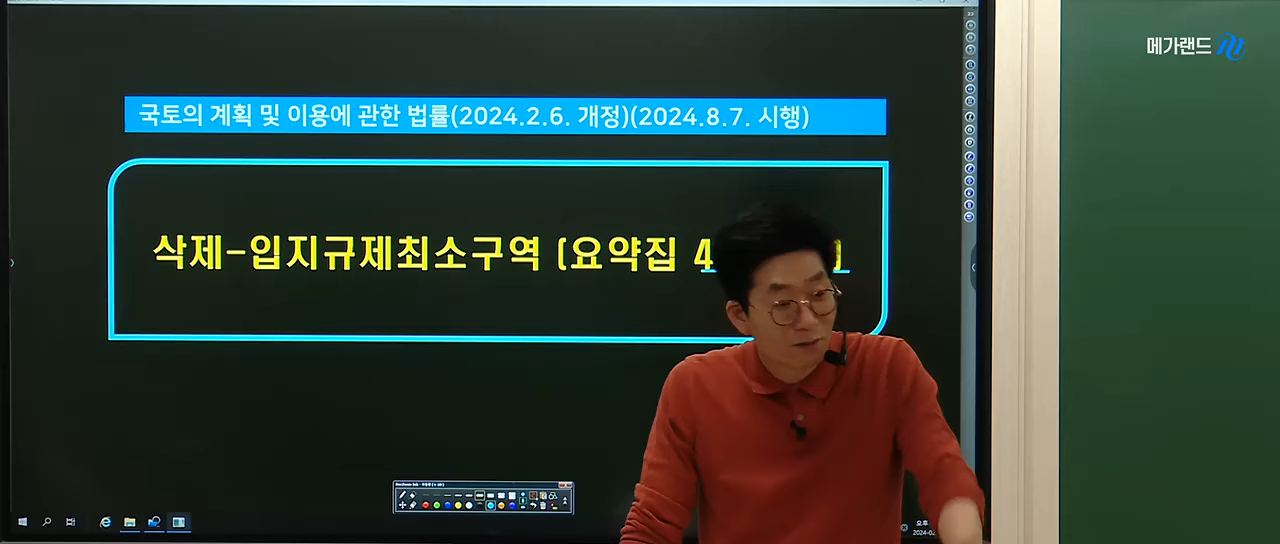 메가랜드
국토의 계획 및 이용에 관한 법률(2024.2.6. 개정)(2024.8.7. 시행)
삭제-입지규제최소구역 (요약집 4
오후